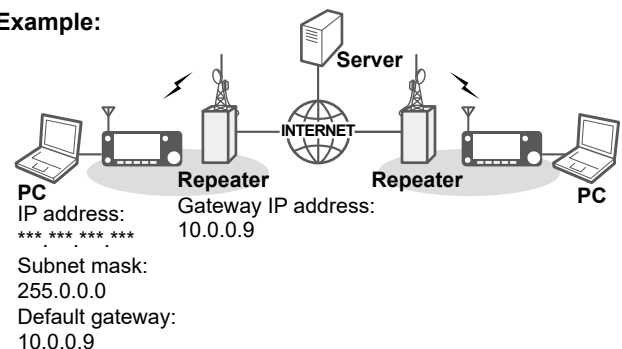 Example:
Server
INTERNET
Repeater
Repeater
PC
PC
IP address:
***.***.***.***
Subnet mask:
255.0.0.0
Default gateway:
10.0.0.9
Gateway IP address:
10.0.0.9